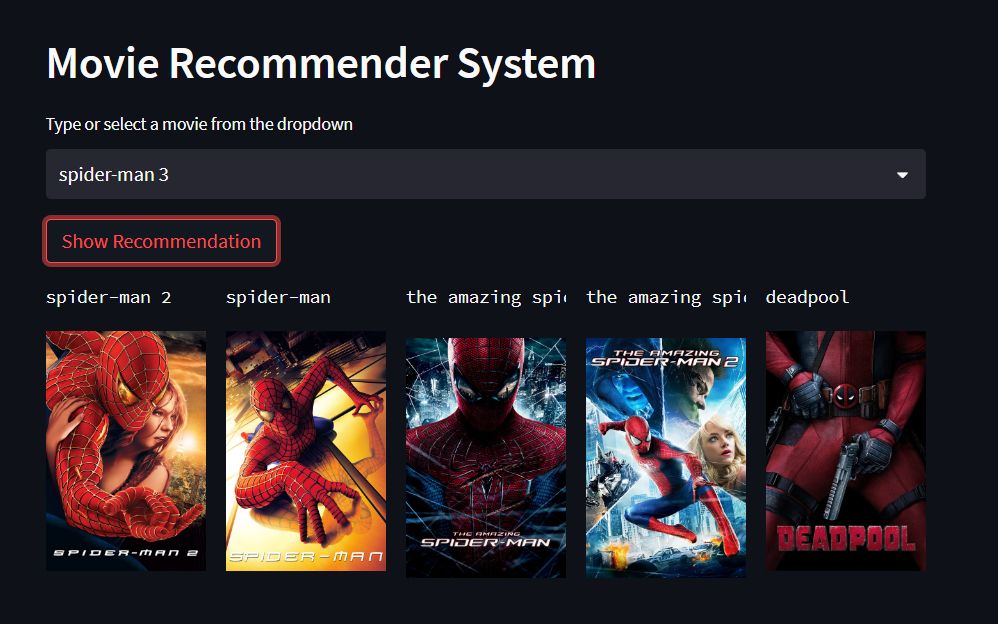 Movie Recommender System
Type or select a movie from the dropdown
spider-man 3
Show Recommendation
spider-man 2
spider-man
the amazing spi
the amazing spi
deadpool
SPIDER-MAN 2
SPIDER-MAN
THE AMAZING
SPIDER-MAN
THE AMAZING
SPIDER-MAN 2
DEADPOOL